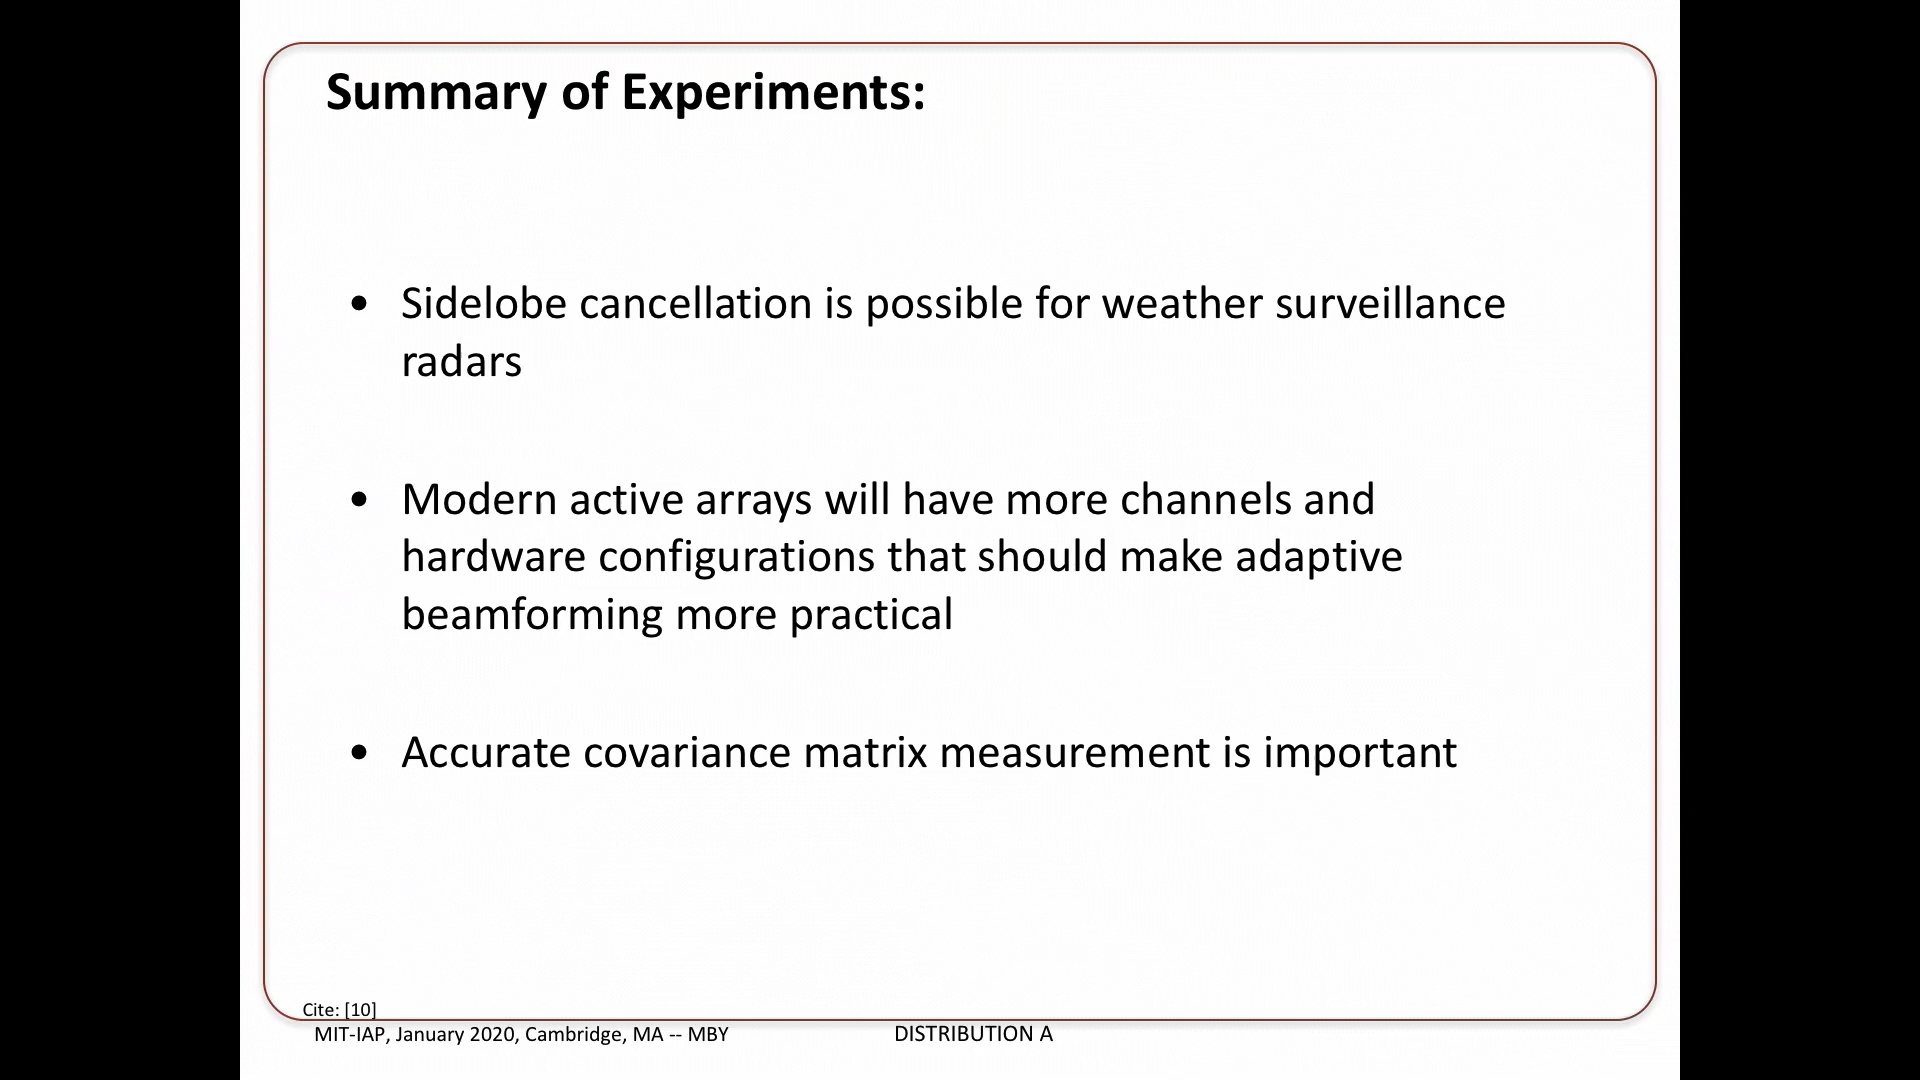 Summary of Experiments:
• Sidelobe cancellation is possible for weather surveillance
radars
• Modern active arrays will have more channels and
hardware configurations that should make adaptive
beamforming more practical
• Accurate covariance matrix measurement is important
Cite: [10]
MIT-IAP, January 2020, Cambridge, MA -- MBY
DISTRIBUTION A